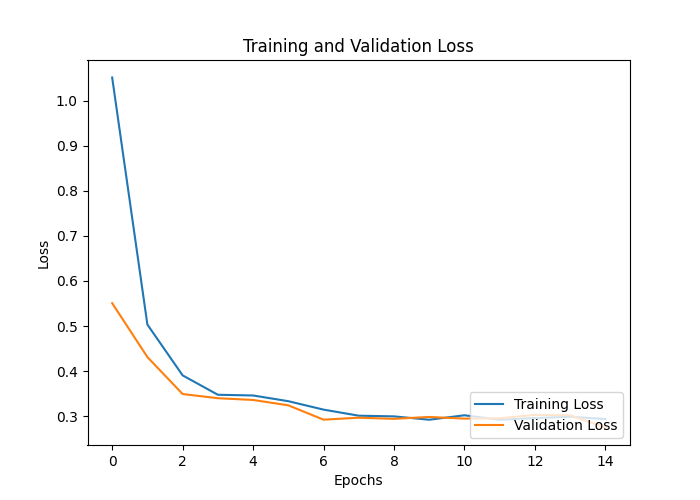 Training and Validation Loss
1.0
0.9
0.8
0.7
0.6
0.5
0.4
0.3
Loss
Training Loss
Validation Loss
0 2 4 6 8 10 12 14
Epochs